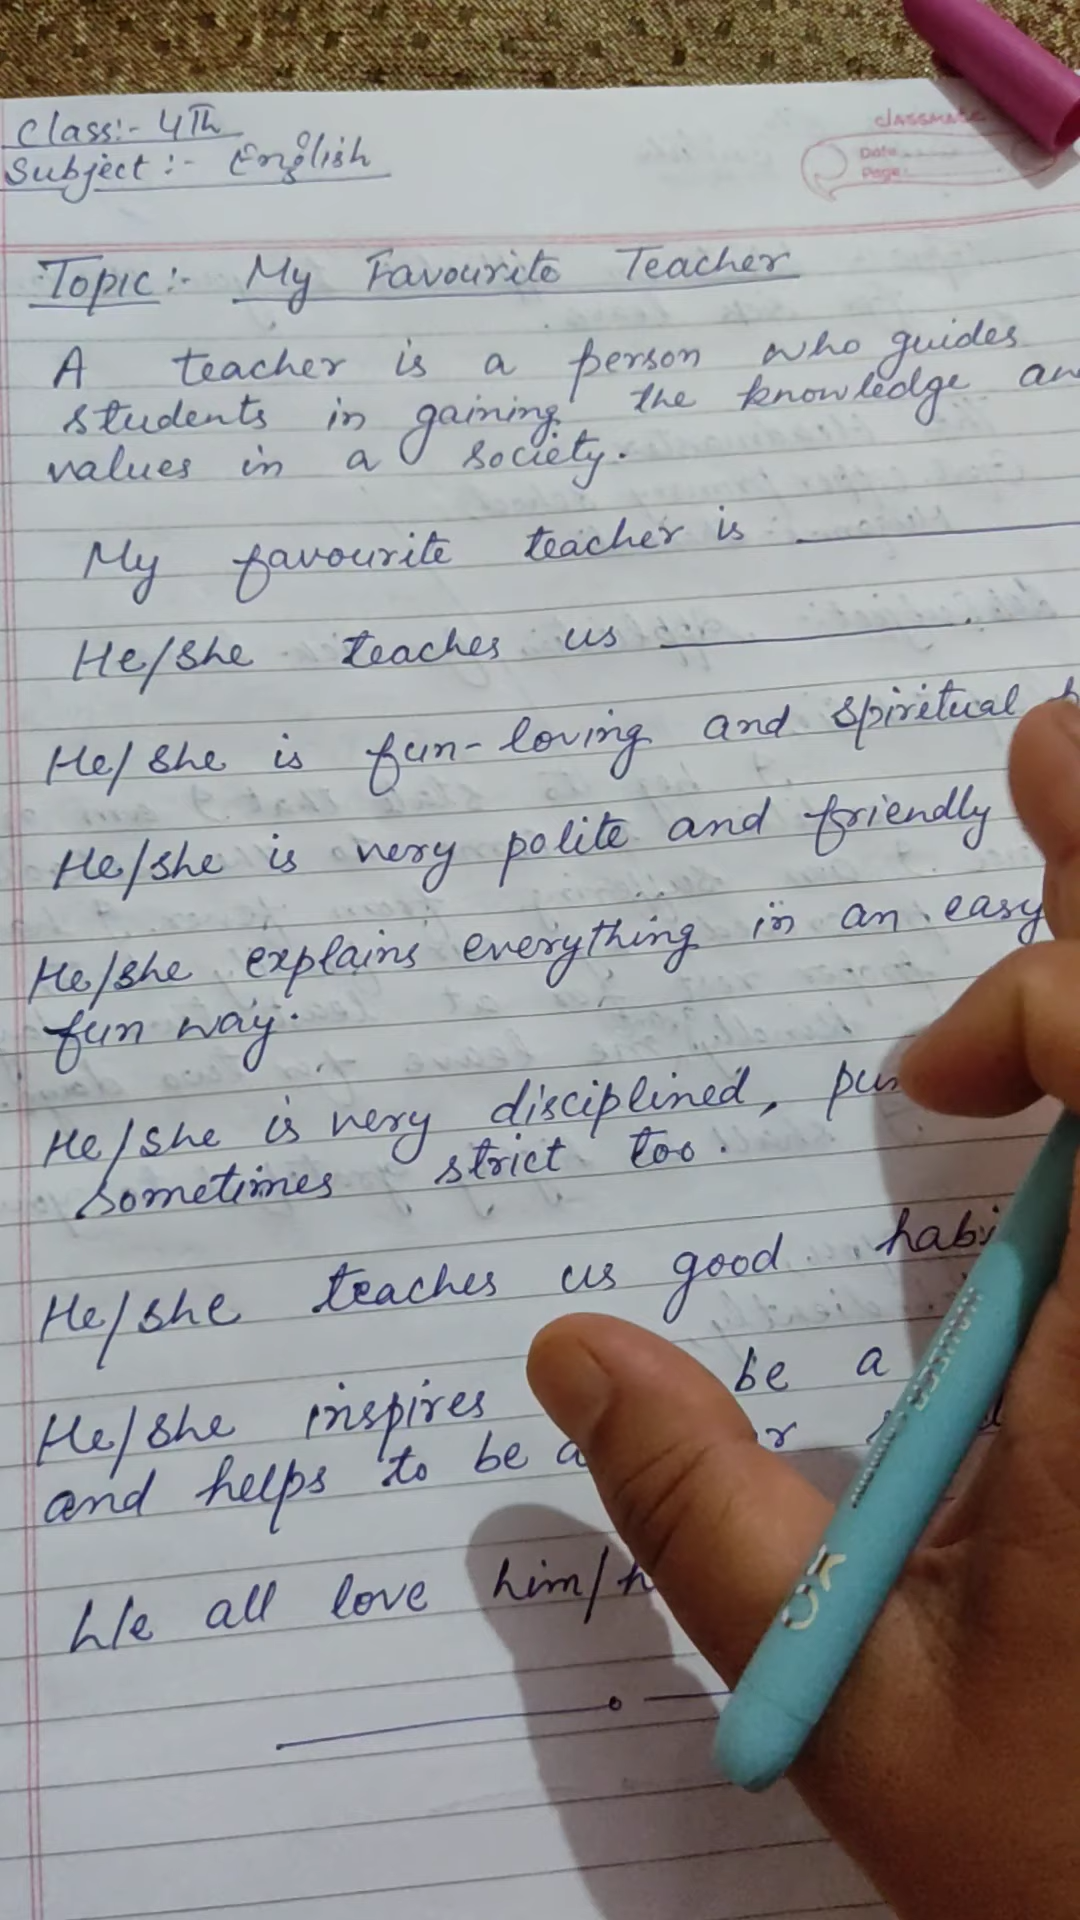 Class:- 4Th
Subject:- English
CLASSMATE
Date
Page
Topic:- My Favourite Teacher
A teacher is a person who guides
students in gaining the knowledge
values in a society.
My favourite teacher is
He/She teaches us .
He/she is fun-loving and spiritual
He/she is very polite and friendly
He/she explains everything in an easy
fun way.
He/she is very disciplined,
sometimes strict too.
He/she teaches us good
He/she inspires be a
and helps to be
We all love him/